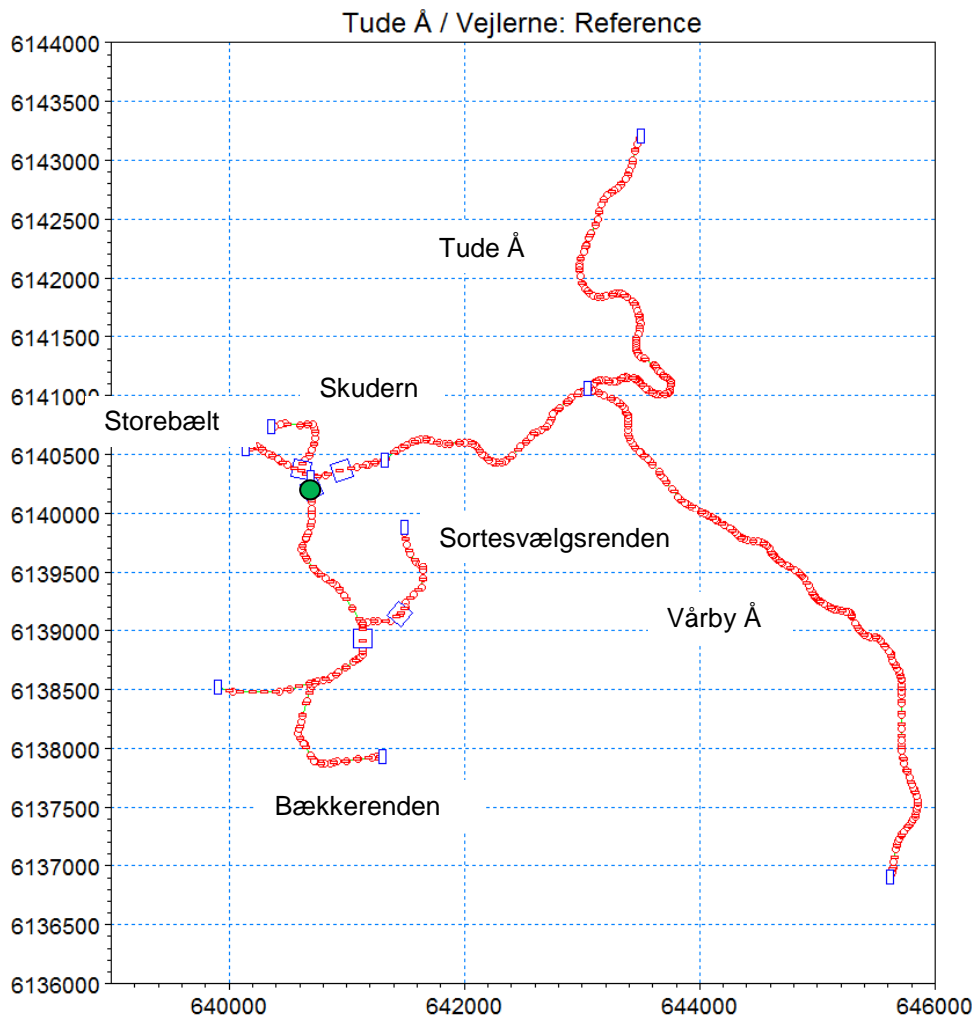 Tude Å / Vejlerne: Reference
6144000
6143500
6143000
6142500
Tude Å
6142000
6141500
6141000
Skudern
Storebælt
6140500
6140000
Sortesvælgsrenden
6139500
6139000
Vårby Å
6138500
6138000
6137500
Bækkerenden
6137000
6136500
6136000
640000 642000 644000 646000